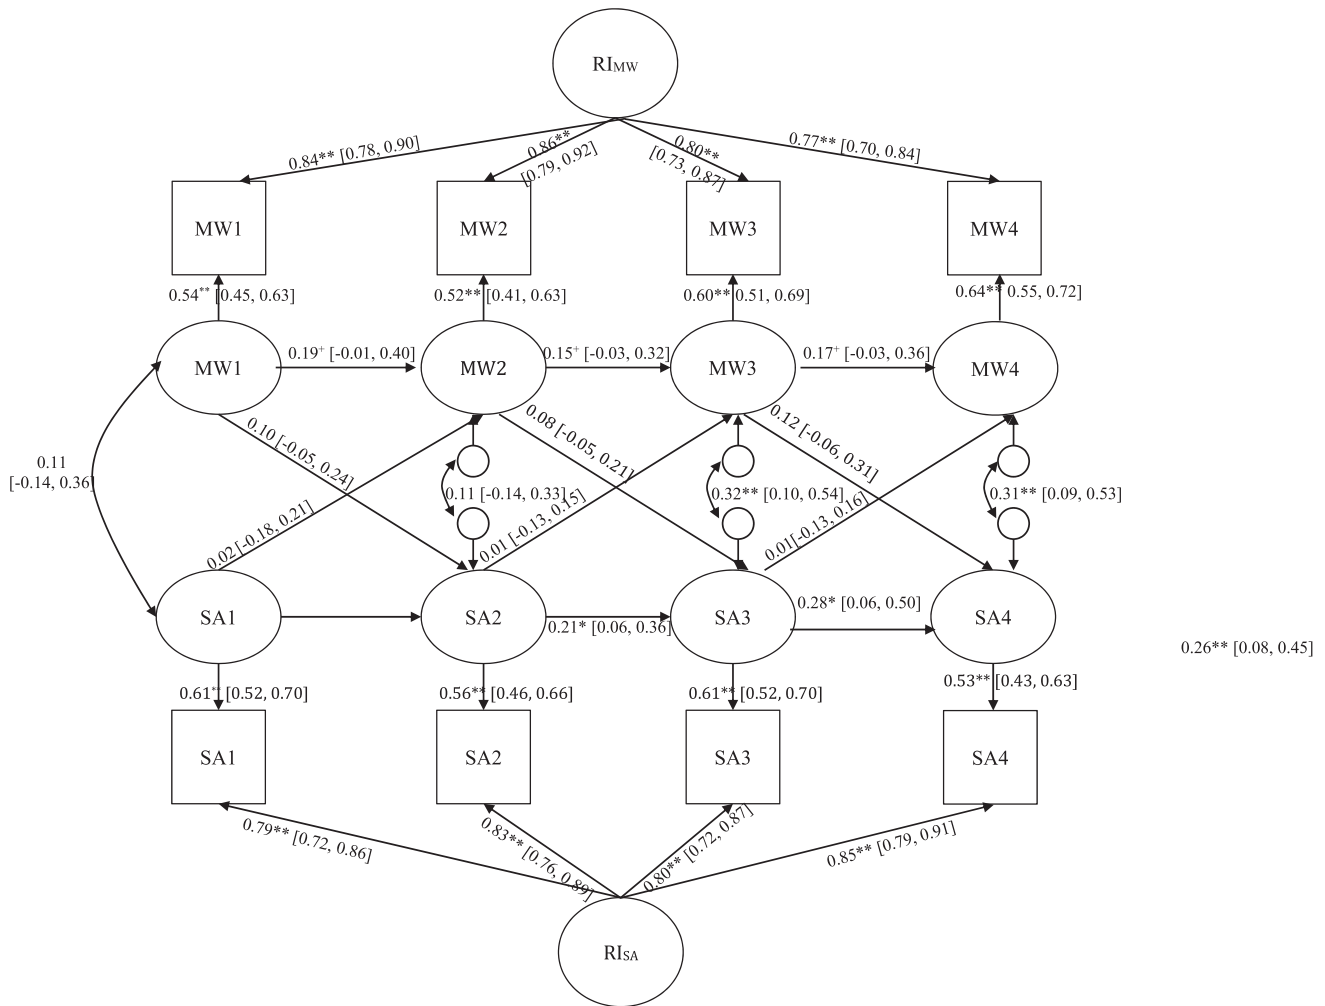 RIMW
0.84** [0.78, 0.90]
0.86**
[0.79, 0.92]
0.80**
[0.73, 0.87]
0.77** [0.70, 0.84]
MW1
MW2
MW3
MW4
0.54** [0.45, 0.63]
0.52** [0.41, 0.63]
0.60** 0.51, 0.69]
0.64** 0.55, 0.72]
MW1
0.19+ [-0.01, 0.40]
MW2
0.15+ [-0.03, 0.32]
MW3
0.17+ [-0.03, 0.36]
MW4
0.11
[-0.14, 0.36]
0.10 [-0.05, 0.24]
0.02 [-0.18, 0.21]
0.11 [-0.14, 0.33]
0.08 [-0.05, 0.21]
0.01 [-0.13, 0.15]
0.32** [0.10, 0.54]
0.12 [-0.06, 0.31]
0.01[-0.13, 0.16]
0.31** [0.09, 0.53]
SA1
SA2
0.21* [0.06, 0.36]
SA3
0.28* [0.06, 0.50]
SA4
0.26** [0.08, 0.45]
0.61** [0.52, 0.70]
0.56** [0.46, 0.66]
0.61** [0.52, 0.70]
0.53** [0.43, 0.63]
SA1
SA2
SA3
SA4
0.79** [0.72, 0.86]
0.83** [0.76, 0.89]
0.80** [0.72, 0.87]
0.85** [0.79, 0.91]
RISA